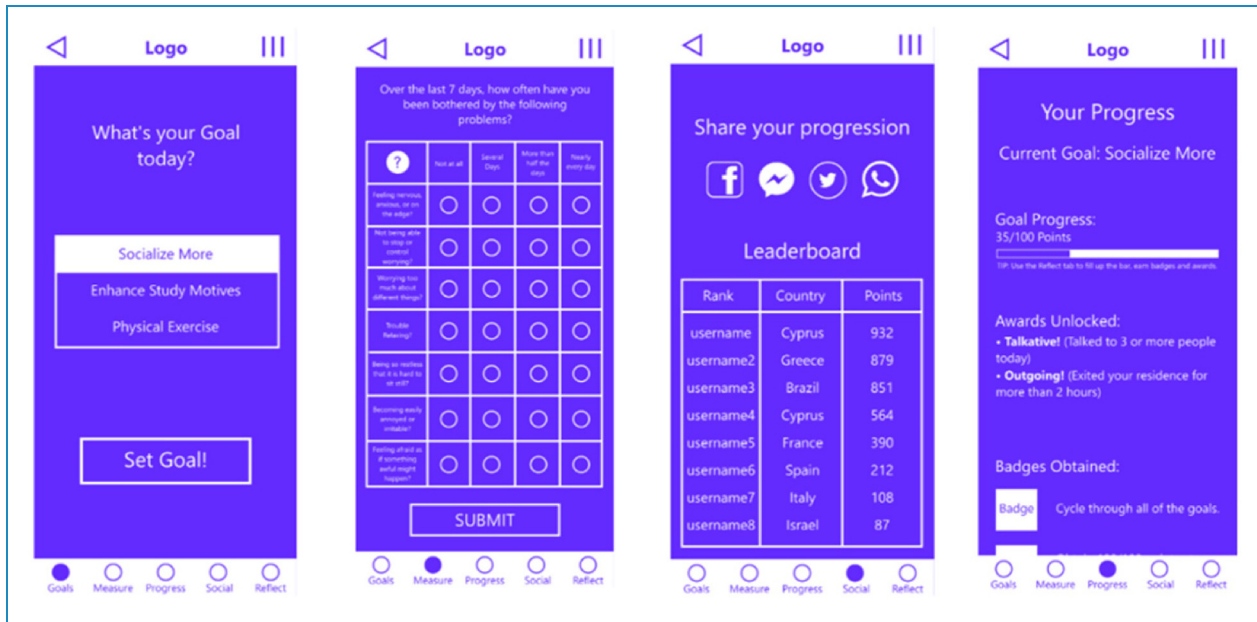 Logo
What's your Goal
today?
Socialize More
Enhance Study Motives
Physical Exercise
Set Goal!
Goals Measure Progress Social Reflect
Logo
Over the last 7 days, how often have you
been bothered by the following
problems?
? Not at all Several Days More than half the days Nearly every day
Feeling nervous,
anxious, or on
the edge?
Not being able
to stop or
control
worrying?
Worrying too
much about
different things?
Trouble
Being so restless
that it is hard to
sit still?
Becoming easily
annoyed or
irritable?
Feeling afraid as
if something
awful might
happen?
SUBMIT
Goals Measure Progress Social Reflect
Logo
Share your progression
Leaderboard
Rank Country Points
username Cyprus 932
username2 Greece 879
username3 Brazil 851
username4 Cyprus 564
username5 France 390
username6 Spain 212
username7 Italy 108
username8 Israel 87
Goals Measure Progress Social Reflect
Logo
Your Progress
Current Goal: Socialize More
Goal Progress:
35/100 Points
TIP: Use the Reflect tab to fill up the bar, earn badges and awards.
Awards Unlocked:
• Talkative! (Talked to 3 or more people
today)
• Outgoing! (Exited your residence for
more than 2 hours)
Badges Obtained:
Badge Cycle through all of the goals.
Goals Measure Progress Social Reflect